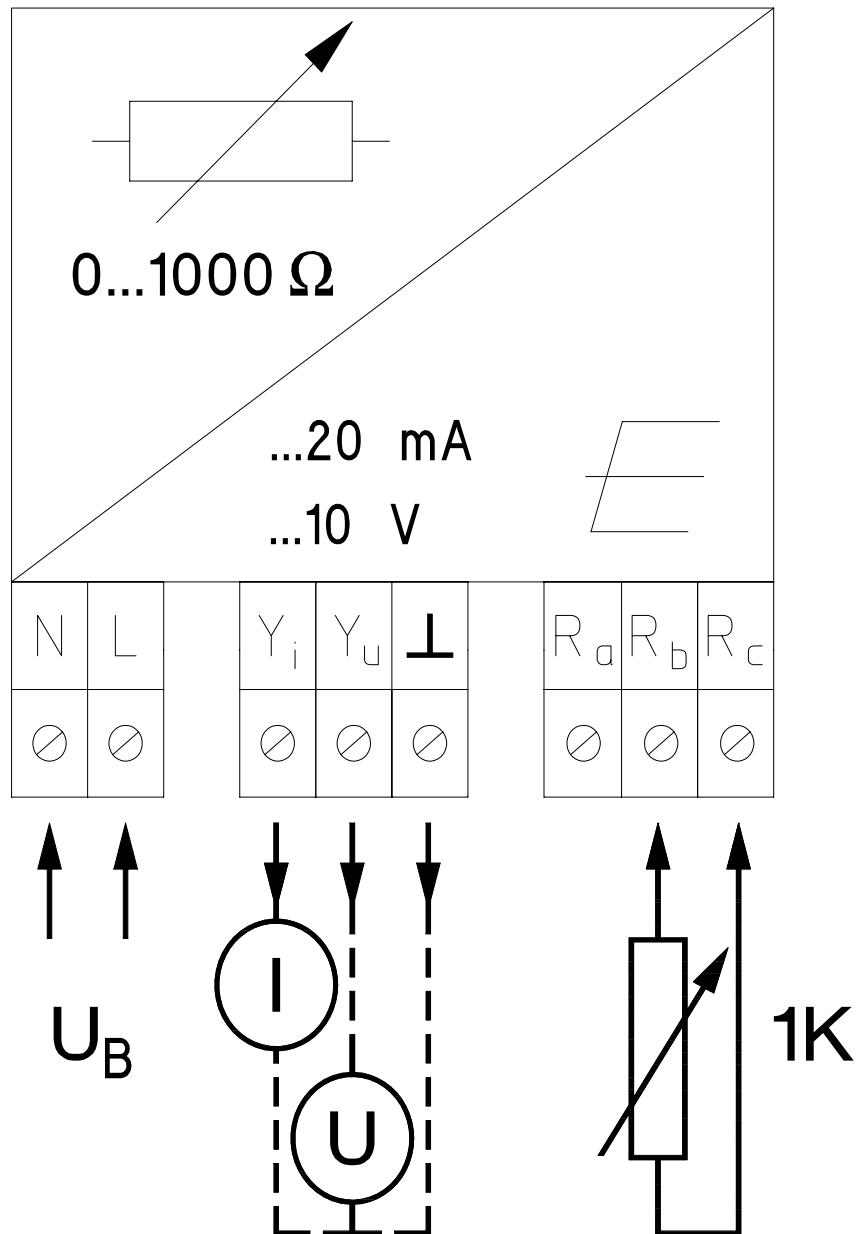 0...1000 Ω
...20 mA
...10 V
N L Yi Yu ⊥ Ra Rb Rc
I
UB
1K
U